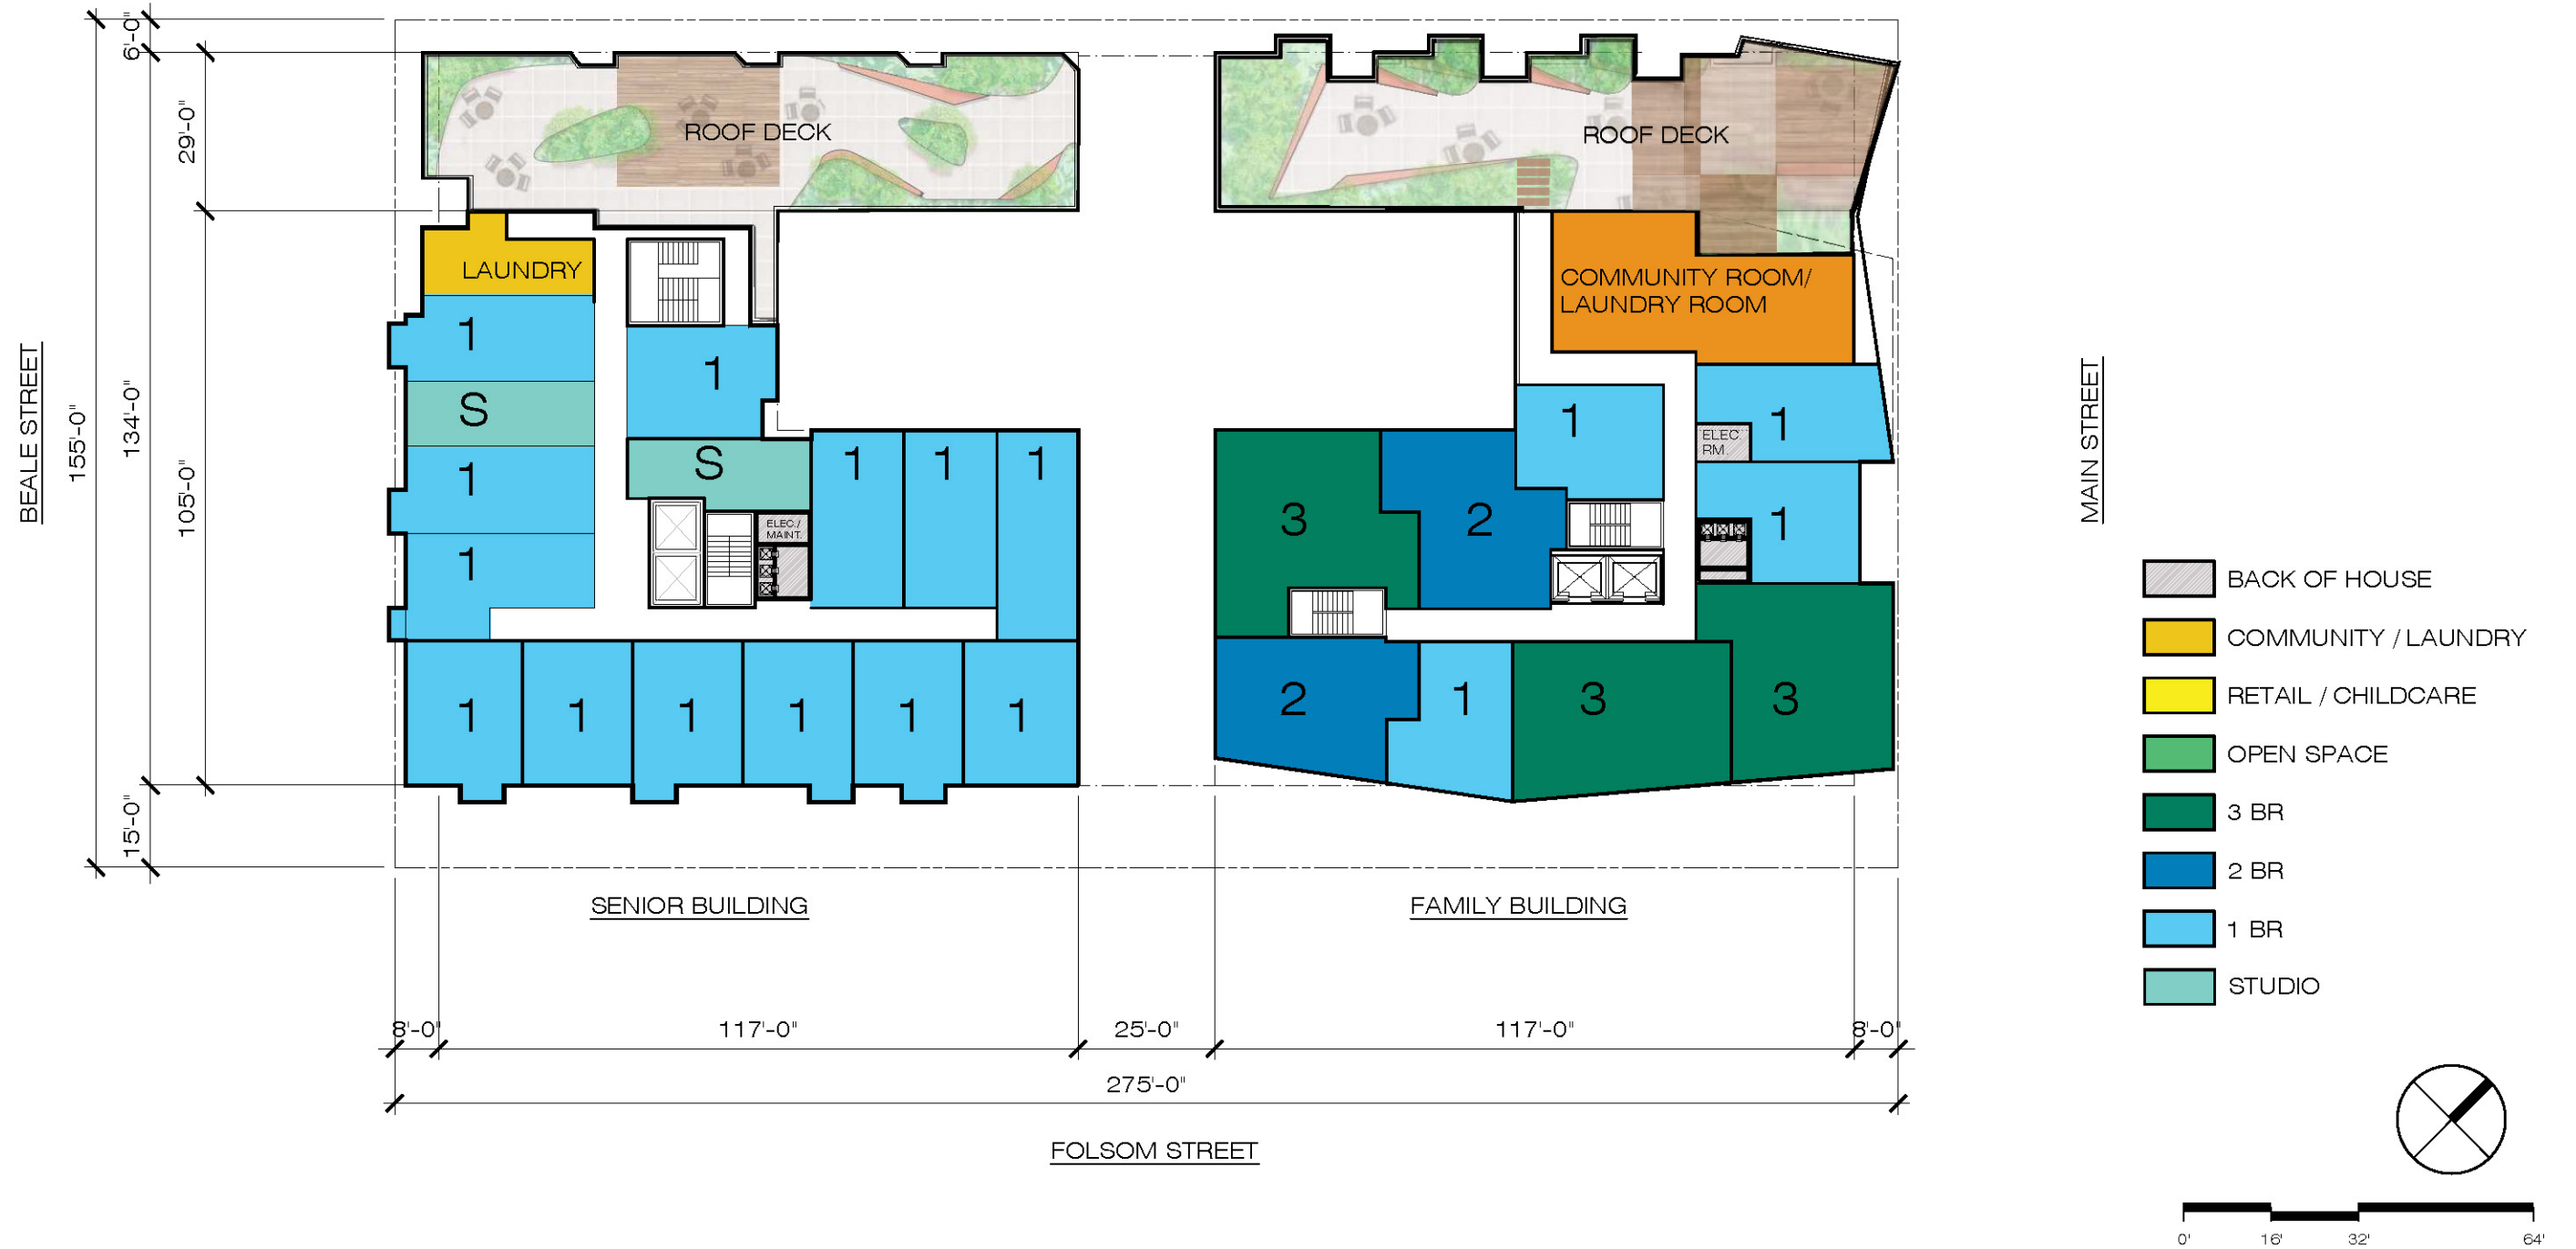 6'-0"
29'-0"
155'-0"
134'-0"
105'-0"
15'-0"
BEALE STREET
ROOF DECK
LAUNDRY
1
S
1
1
1
S
1
1
1
ELEC./
MAINT.
1
1
1
1
1
1
ROOF DECK
COMMUNITY ROOM/
LAUNDRY ROOM
1
1
ELEC.
RM.
3
2
1
2
1
3
3
MAIN STREET
BACK OF HOUSE
COMMUNITY / LAUNDRY
RETAIL / CHILDCARE
OPEN SPACE
3 BR
2 BR
1 BR
STUDIO
SENIOR BUILDING
FAMILY BUILDING
8'-0"
117'-0"
25'-0"
117'-0"
8'-0"
275'-0"
FOLSOM STREET
0'
16'
32'
64'